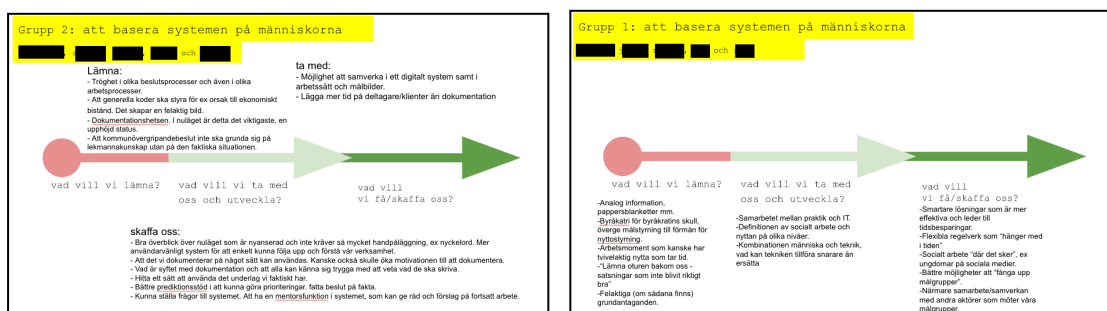 Grupp 2: att basera systemen på människorna
och
Lämna:
- Tröghet i olika beslutsprocesser och även i olika
arbetsprocesser.
- Att generella koder ska styra för ex orsak till ekonomiskt
bistånd. Det skapar en felaktig bild.
- Dokumentationshetsen. I nuläget är detta det viktigaste, en
upphöjd status.
- Att kommunövergripandebeslut inte ska grunda sig på
lekmannakunskap utan på den faktiska situationen.
ta med:
- Möjlighet att samverka i ett digitalt system samt i
arbetssätt och målbilder.
- Lägga mer tid på deltagare/klienter än dokumentation
vad vill vi lämna?
vad vill vi ta med
oss och utveckla?
vad vill
vi få/skaffa oss?
skaffa oss:
- Bra överblick över nuläget som är nyanserad och inte kräver så mycket handpåläggning, ex nyckelord. Mer
användarvänligt system för att enkelt kunna följa upp och förstå vår verksamhet.
- Att det vi dokumenterar på något sätt kan användas. Kanske också skulle öka motivationen till att dokumentera.
- Vad är syftet med dokumentation och att alla kan känna sig trygga med att veta vad de ska skriva.
- Hitta ett sätt att använda det underlag vi faktiskt har.
- Bättre prediktionsstöd i att kunna göra prioriteringar. fatta beslut på fakta.
- Kunna ställa frågor till systemet. Att ha en mentorsfunktion i systemet, som kan ge råd och förslag på fortsatt arbete.
Grupp 1: att basera systemen på människorna
och
vad vill vi lämna?
vad vill vi ta med
oss och utveckla?
vad vill
vi få/skaffa oss?
-Analog information,
pappersblanketter mm.
-Byråkatri för byråkratins skull,
överge målstyrning till förmån för
nyttostyrning.
-Arbetsmoment som kanske har
tvivelaktig nytta som tar tid.
-"Lämna oturen bakom oss -
satsningar som inte blivit riktigt
bra"
-Felaktiga (om sådana finns)
grundantaganden.
-Samarbetet mellan praktik och IT.
-Definitionen av socialt arbete och
nyttan på olika nivåer.
-Kombinationen människa och teknik,
vad kan tekniken tillföra snarare än
ersätta
-Smartare lösningar som är mer
effektiva och leder till
tidsbesparingar.
-Flexibla regelverk som "hänger med
i tiden"
-Socialt arbete "där det sker", ex
ungdomar på sociala medier.
-Bättre möjligheter att "fånga upp
målgrupper".
-Närmare samarbete/samverkan
med andra aktörer som möter våra
målgrupper.